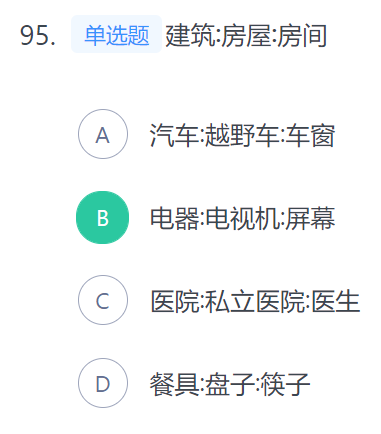 95. 单选题 建筑:房屋:房间
A 汽车:越野车:车窗
B 电器:电视机:屏幕
C 医院:私立医院:医生
D 餐具:盘子:筷子